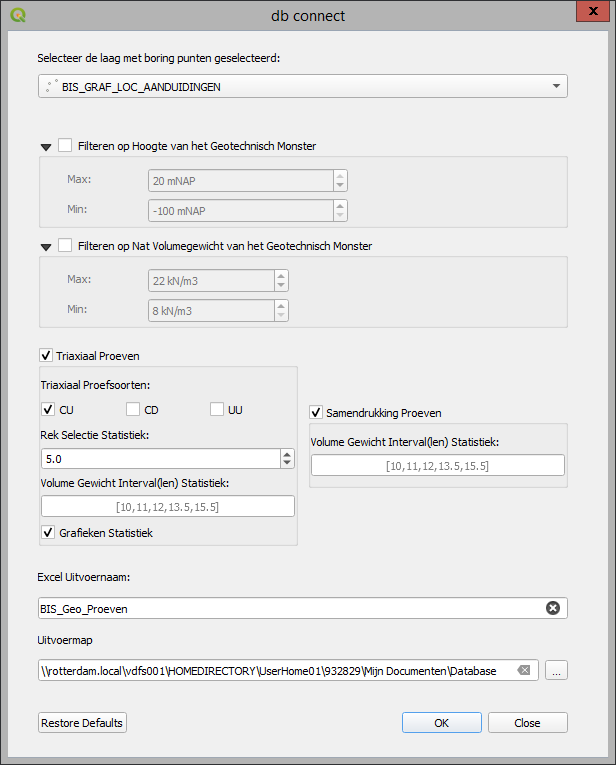 db connect
Selecteer de laag met boring punten geselecteerd:
BIS_GRAF_LOC_AANDUIDINGEN
Filteren op Hoogte van het Geotechnisch Monster
Max:
20 mNAP
Min:
-100 mNAP
Filteren op Nat Volumegewicht van het Geotechnisch Monster
Max:
22 kN/m3
Min:
8 kN/m3
Triaxiaal Proeven
Triaxiaal Proefsoorten:
CU
CD
UU
Rek Selectie Statistiek:
5.0
Volume Gewicht Interval(len) Statistiek:
[10,11,12,13.5,15.5]
Grafieken Statistiek
Samendrukking Proeven
Volume Gewicht Interval(len) Statistiek:
[10,11,12,13.5,15.5]
Excel Uitvoernaam:
BIS_Geo_Proeven
Uitvoermap
\\rotterdam.local\vdfs001\HOMEDIRECTORY\UserHome01\932829\Mijn Documenten\Database
...
Restore Defaults
OK
Close